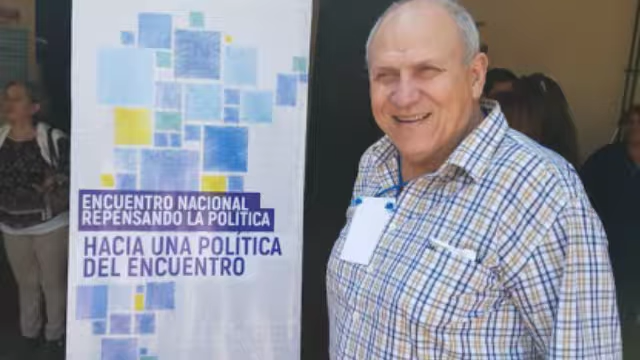 ENCUENTRO NACIONAL
REPENSANDO LA POLÍTICA
HACIA UNA POLÍTICA
DEL ENCUENTRO